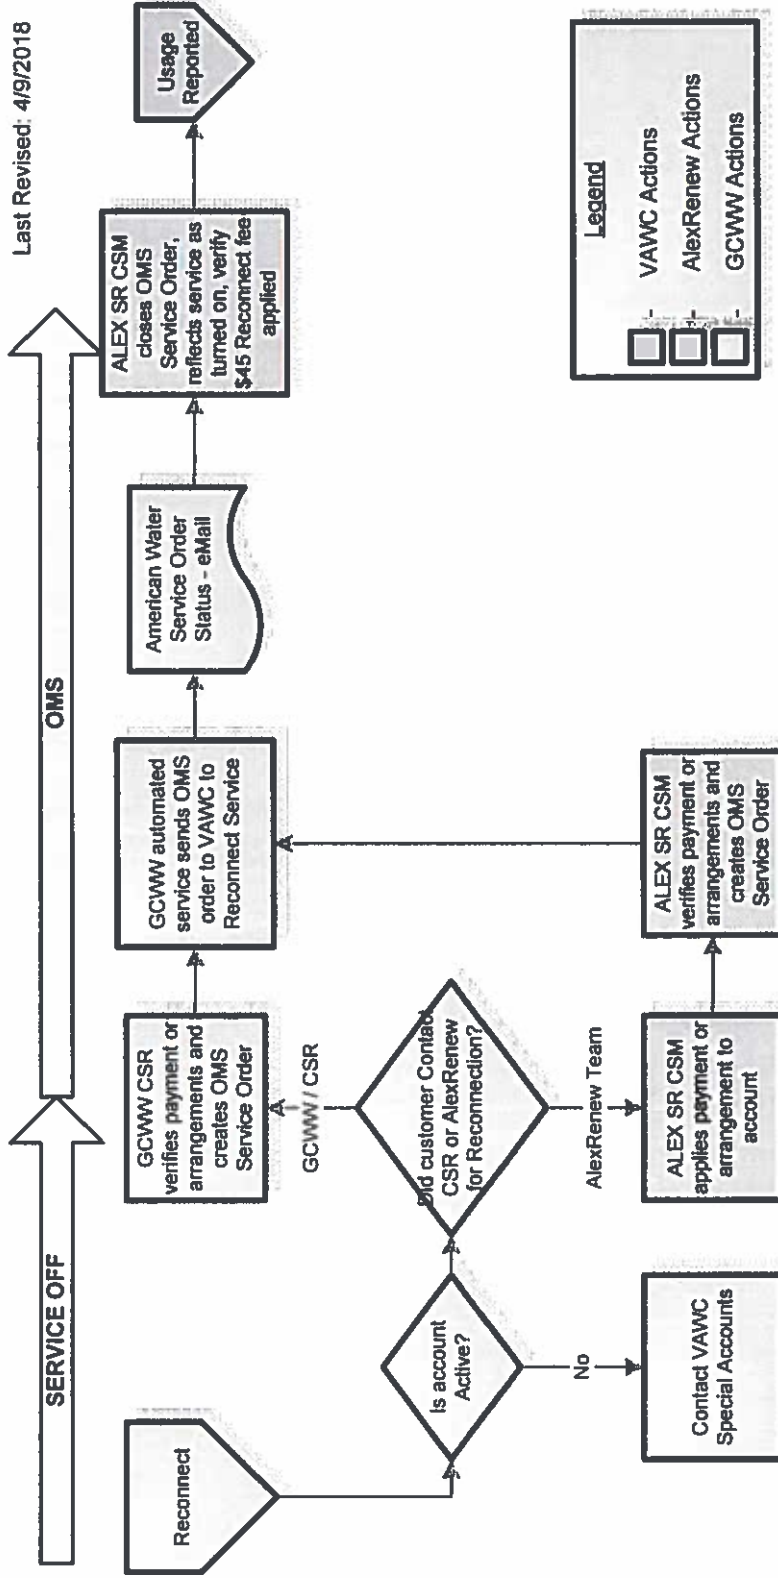 Last Revised: 4/9/2018
SERVICE OFF
OMS
Reconnect
Is account
Active?
No
Contact VAWC
Special Accounts
Did customer Contact
CSR or AlexRenew
for Reconnection?
GCWW / CSR
GCWW CSR
verifies payment or
arrangements and
creates OMS
Service Order
AlexRenew Team
ALEX SR CSM
applies payment or
arrangement to
account
ALEX SR CSM
verifies payment or
arrangements and
creates OMS
Service Order
GCWW automated
service sends OMS
order to VAWC to
Reconnect Service
American Water
Service Order
Status - eMail
ALEX SR CSM
closes OMS
Service Order,
reflects service as
turned on, verify
$45 Reconnect fee
applied
Usage
Reported
Legend
- VAWC Actions
- AlexRenew Actions
- GCWW Actions